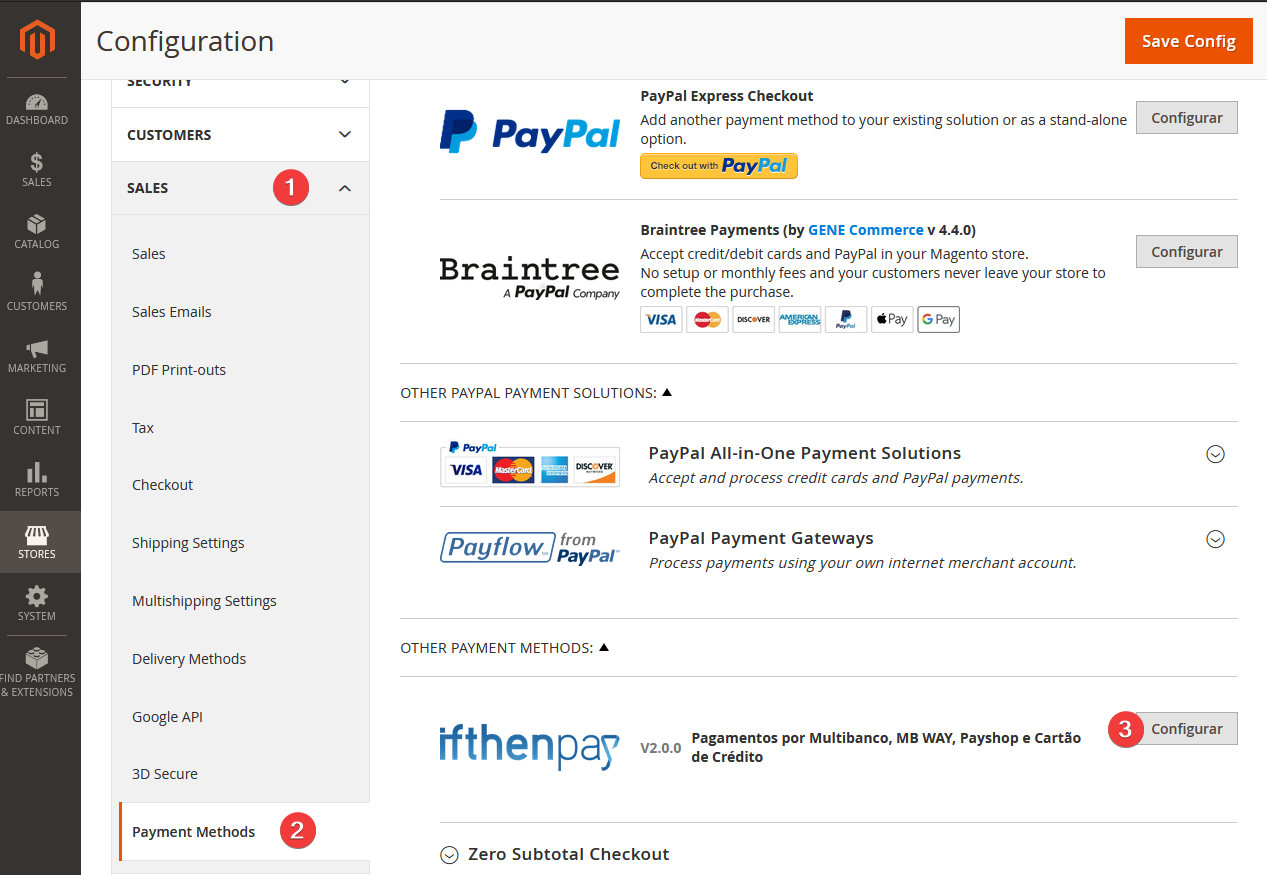 Configuration
Save Config
DASHBOARD
SALES
CATALOG
CUSTOMERS
MARKETING
CONTENT
REPORTS
STORES
SYSTEM
FIND PARTNERS
& EXTENSIONS
SECURITY
CUSTOMERS
SALES
1
Sales
Sales Emails
PDF Print-outs
Tax
Checkout
Shipping Settings
Multishipping Settings
Delivery Methods
Google API
3D Secure
Payment Methods
2
PayPal
PayPal Express Checkout
Add another payment method to your existing solution or as a stand-alone
option.
Check out with PayPal
Configurar
Braintree
A PayPal Company
Braintree Payments (by GENE Commerce v 4.4.0)
Accept credit/debit cards and PayPal in your Magento store.
No setup or monthly fees and your customers never leave your store to
complete the purchase.
VISA MasterCard DISCOVER AMERICAN EXPRESS PayPal Pay G Pay
Configurar
OTHER PAYPAL PAYMENT SOLUTIONS:
PayPal
VISA MasterCard AMERICAN EXPRESS DISCOVER
PayPal All-in-One Payment Solutions
Accept and process credit cards and PayPal payments.
Payflow from
PayPal
PayPal Payment Gateways
Process payments using your own internet merchant account.
OTHER PAYMENT METHODS:
ifthenpay
V2.0.0
Pagamentos por Multibanco, MB WAY, Payshop e Cartão
de Crédito
3
Configurar
Zero Subtotal Checkout